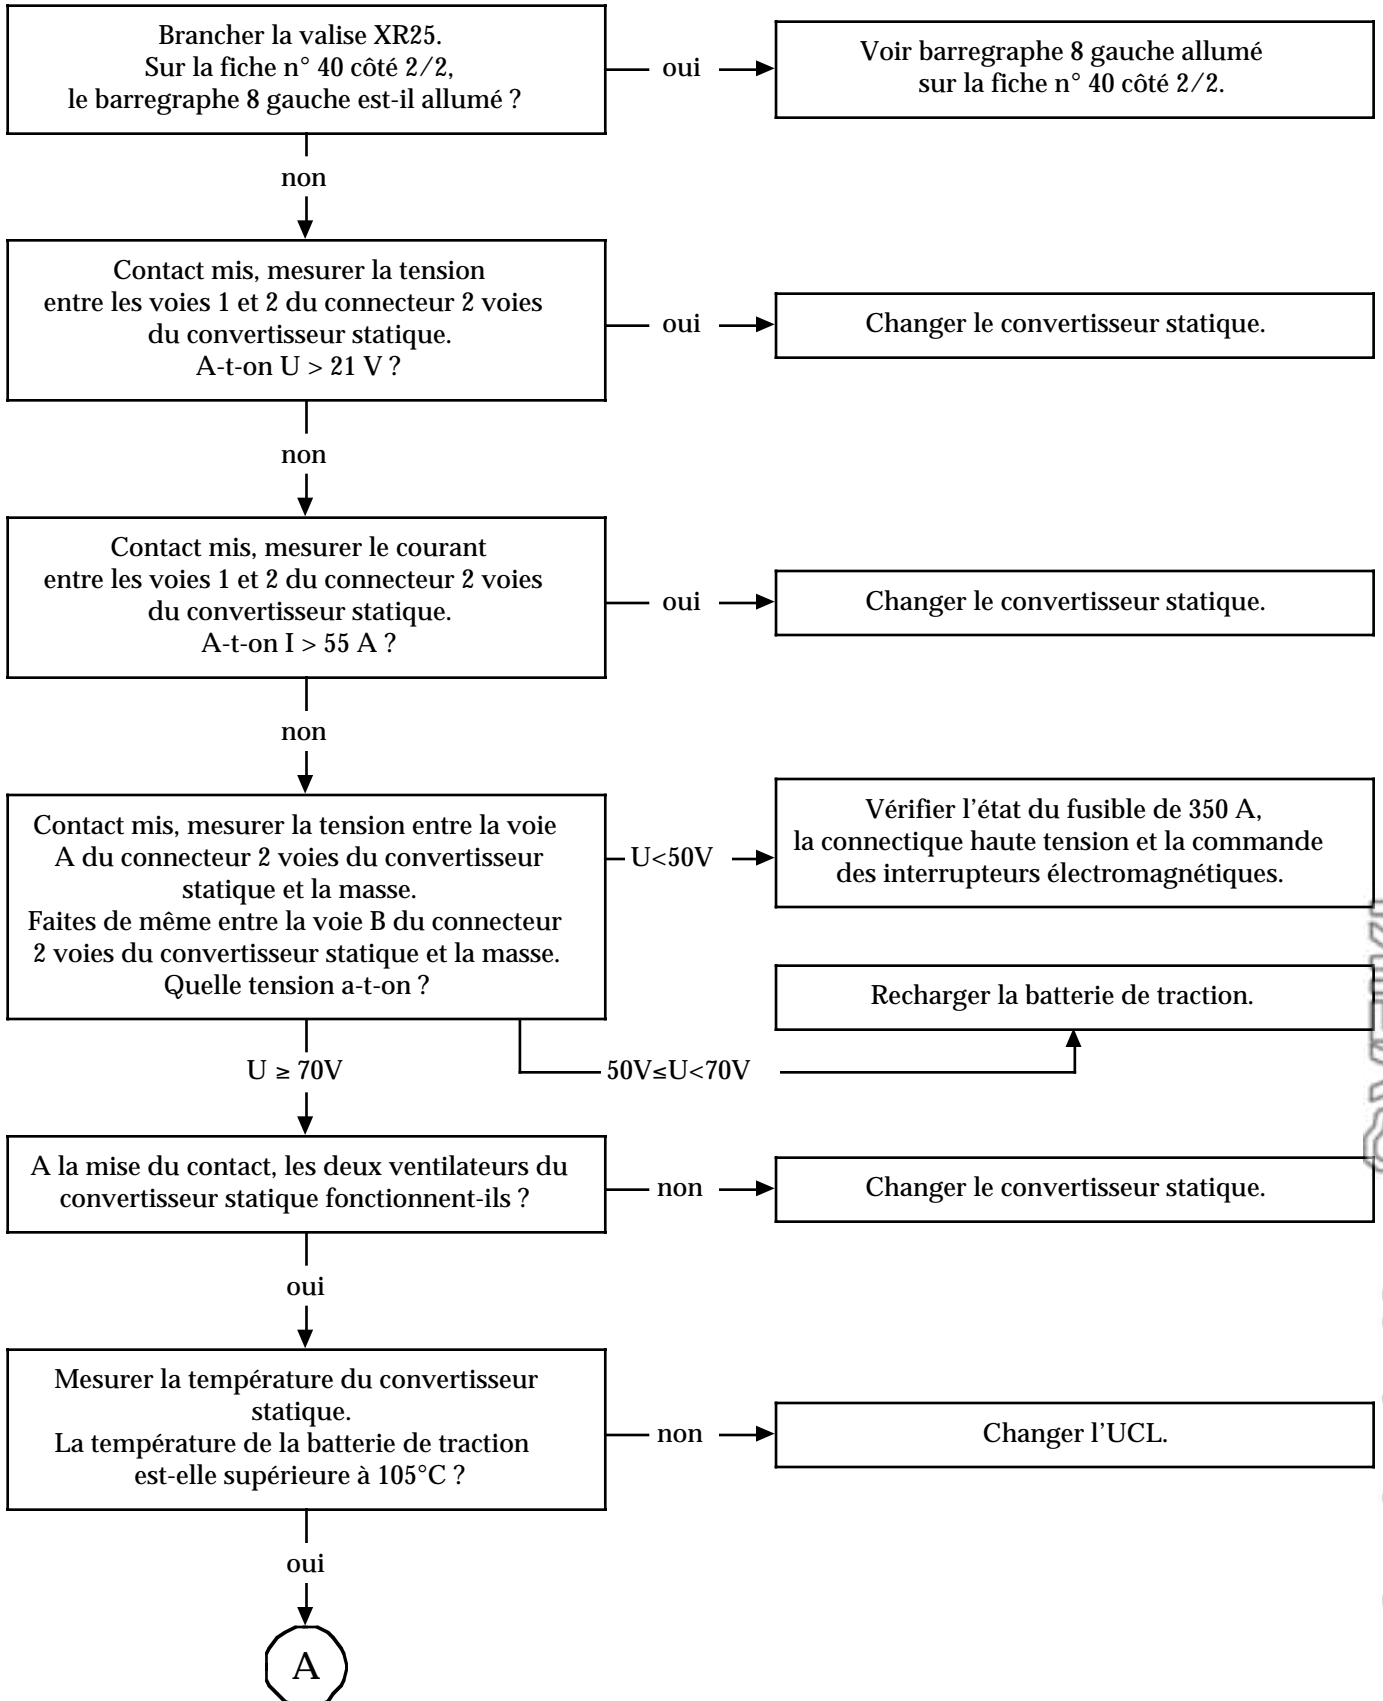 Brancher la valise XR25.
Sur la fiche n° 40 côté 2/2,
le barregraphe 8 gauche est-il allumé ?
oui
Voir barregraphe 8 gauche allumé
sur la fiche n° 40 côté 2/2.
non
Contact mis, mesurer la tension
entre les voies 1 et 2 du connecteur 2 voies
du convertisseur statique.
A-t-on U > 21 V ?
oui
Changer le convertisseur statique.
non
Contact mis, mesurer le courant
entre les voies 1 et 2 du connecteur 2 voies
du convertisseur statique.
A-t-on I > 55 A ?
oui
Changer le convertisseur statique.
non
Contact mis, mesurer la tension entre la voie
A du connecteur 2 voies du convertisseur
statique et la masse.
Faites de même entre la voie B du connecteur
2 voies du convertisseur statique et la masse.
Quelle tension a-t-on ?
U<50V
Vérifier l'état du fusible de 350 A,
la connectique haute tension et la commande
des interrupteurs électromagnétiques.
Recharger la batterie de traction.
U ≥ 70V
50V≤U<70V
A la mise du contact, les deux ventilateurs du
convertisseur statique fonctionnent-ils ?
non
Changer le convertisseur statique.
oui
Mesurer la température du convertisseur
statique.
La température de la batterie de traction
est-elle supérieure à 105°C ?
non
Changer l'UCL.
oui
A